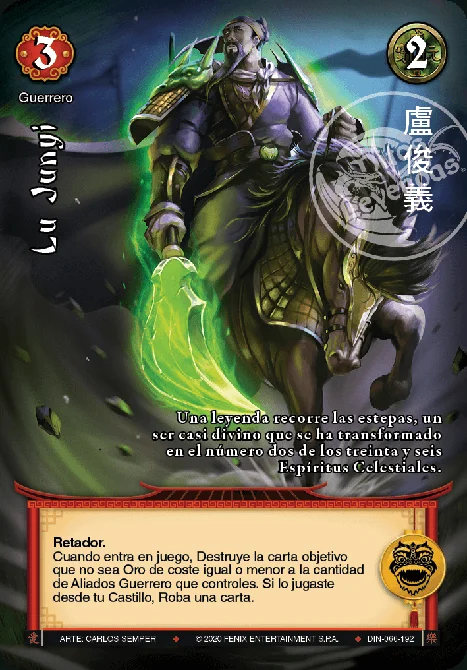 3
2
Guerrero
Lu Junyi
盧俊義
Una leyenda recorre las estepas, un
ser casi divino que se ha transformado
en el número dos de los treinta y seis
Espíritus Celestiales.
Retador.
Cuando entra en juego, Destruye la carta objetivo
que no sea Oro de coste igual o menor a la cantidad
de Aliados Guerrero que controles. Si lo jugaste
desde tu Castillo, Roba una carta.
ARTE: CARLOS SEMPER ◆ ©2020 FENIX ENTERTAINMENT S.P.A. ◆ DIN-066-192